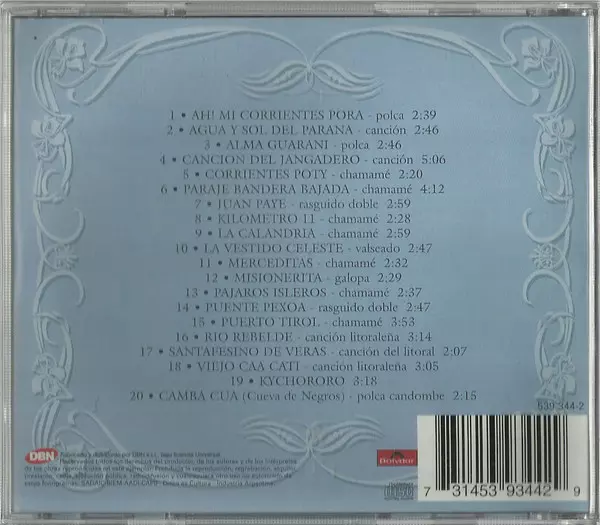 1 • AH! MI CORRIENTES PORA - polca 2:39
2 • AGUA Y SOL DEL PARANA - canción 2:46
3 • ALMA GUARANI - polca 2:46
4 • CANCION DEL JANGADERO - canción 5:06
5 • CORRIENTES POTY - chamamé 2:20
6 • PARAJE BANDERA BAJADA - chamamé 4:12
7 • JUAN PAYE - rasguido doble 2:59
8 • KILOMETRO 11 - chamamé 2:28
9 • LA CALANDRIA - chamamé 2:59
10 • LA VESTIDO CELESTE - valseado 2:47
11 • MERCEDITAS - chamamé 2:32
12 • MISIONERITA - galopa 2:29
13 • PAJAROS ISLEROS - chamamé 2:37
14 • PUENTE PEXOA - rasguido doble 2:47
15 • PUERTO TIROL - chamamé 3:53
16 • RIO REBELDE - canción litoraleña 3:14
17 • SANTAFESINO DE VERAS - canción del litoral 2:07
18 • VIEJO CAA CATI - canción litoraleña 3:05
19 • KYCHORORO 3:18
20 • CAMBA CUA (Cueva de Negros) - polca candombe 2:15
539 344-2
DBN
Polydor
7 31453 93442 9